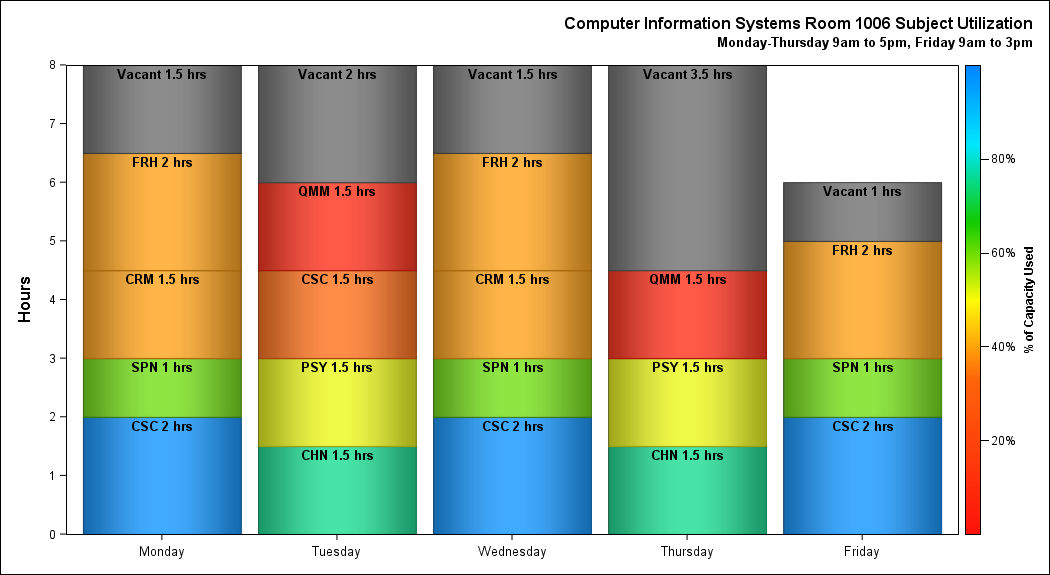 Computer Information Systems Room 1006 Subject Utilization
Monday-Thursday 9am to 5pm, Friday 9am to 3pm
Hours
8
7
6
5
4
3
2
1
0
Vacant 1.5 hrs
FRH 2 hrs
CRM 1.5 hrs
SPN 1 hrs
CSC 2 hrs
Monday
Vacant 2 hrs
QMM 1.5 hrs
CSC 1.5 hrs
PSY 1.5 hrs
CHN 1.5 hrs
Tuesday
Vacant 1.5 hrs
FRH 2 hrs
CRM 1.5 hrs
SPN 1 hrs
CSC 2 hrs
Wednesday
Vacant 3.5 hrs
QMM 1.5 hrs
PSY 1.5 hrs
CHN 1.5 hrs
Thursday
Vacant 1 hrs
FRH 2 hrs
SPN 1 hrs
CSC 2 hrs
Friday
80%
60%
40%
20%
% of Capacity Used